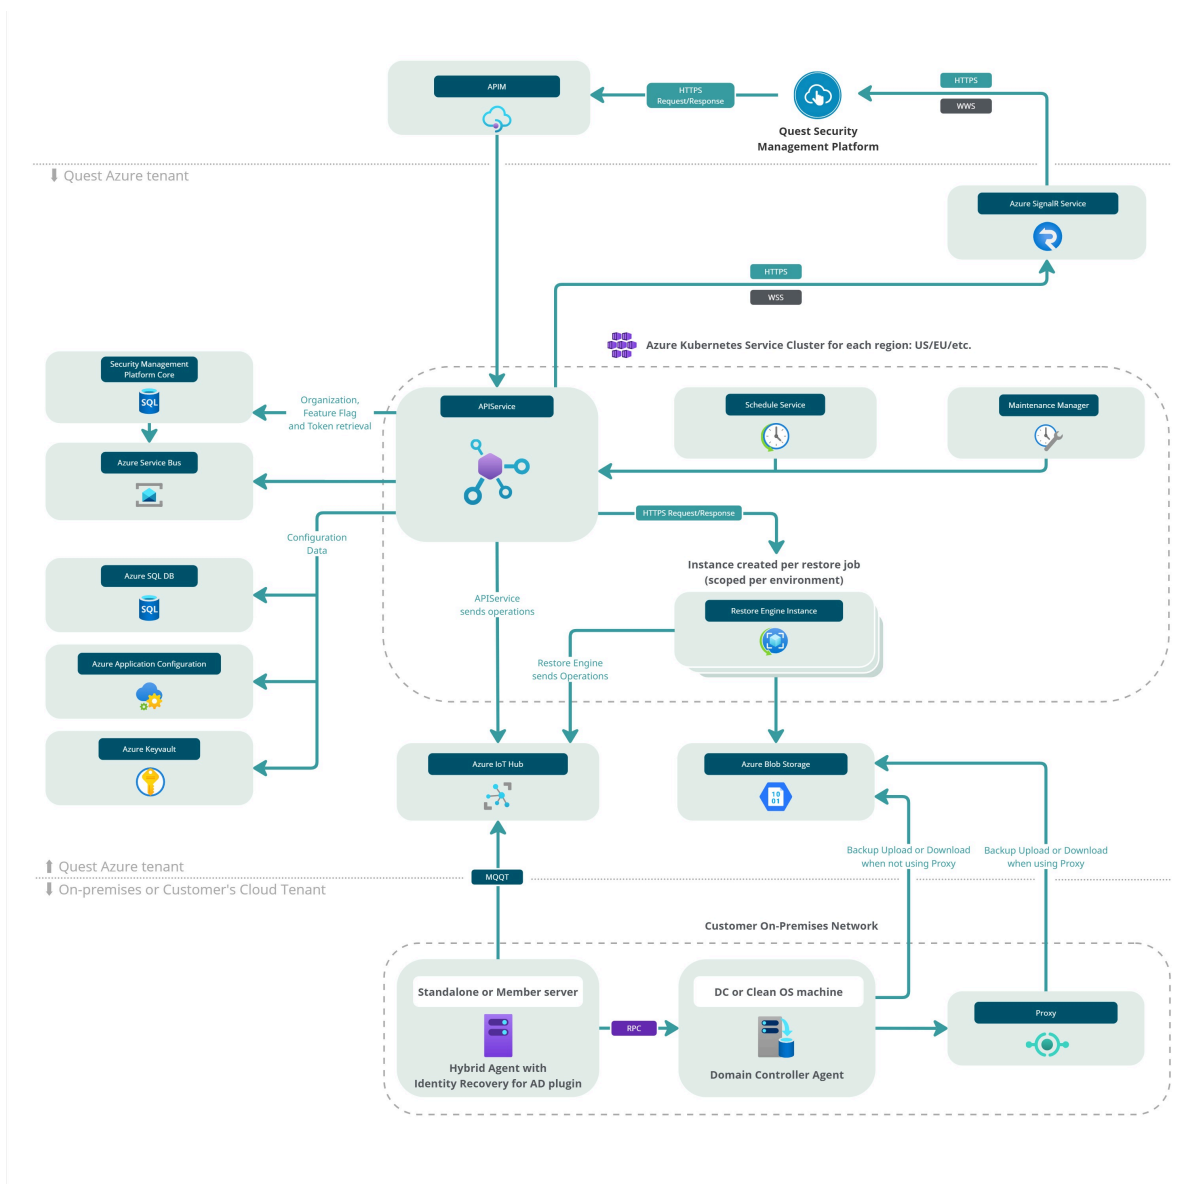 APIM
HTTPS
Request/Response
Quest Security
Management Platform
HTTPS
WWS
Quest Azure tenant
Azure SignalR Service
HTTPS
WSS
Azure Kubernetes Service Cluster for each region: US/EU/etc.
Security Management
Platform Core
SQL
Organization,
Feature Flag
and Token retrieval
APIService
Schedule Service
Maintenance Manager
Azure Service Bus
HTTPS Request/Response
Configuration
Data
Instance created per restore job
(scoped per environment)
Azure SQL DB
SQL
APIService
sends operations
Restore Engine Instance
Azure Application Configuration
Restore Engine
sends Operations
Azure Keyvault
Azure IoT Hub
Azure Blob Storage
10
01
Backup Upload or Download
when not using Proxy
Backup Upload or Download
when using Proxy
Quest Azure tenant
MQQT
On-premises or Customer's Cloud Tenant
Customer On-Premises Network
Standalone or Member server
Hybrid Agent with
Identity Recovery for AD plugin
RPC
DC or Clean OS machine
Domain Controller Agent
Proxy